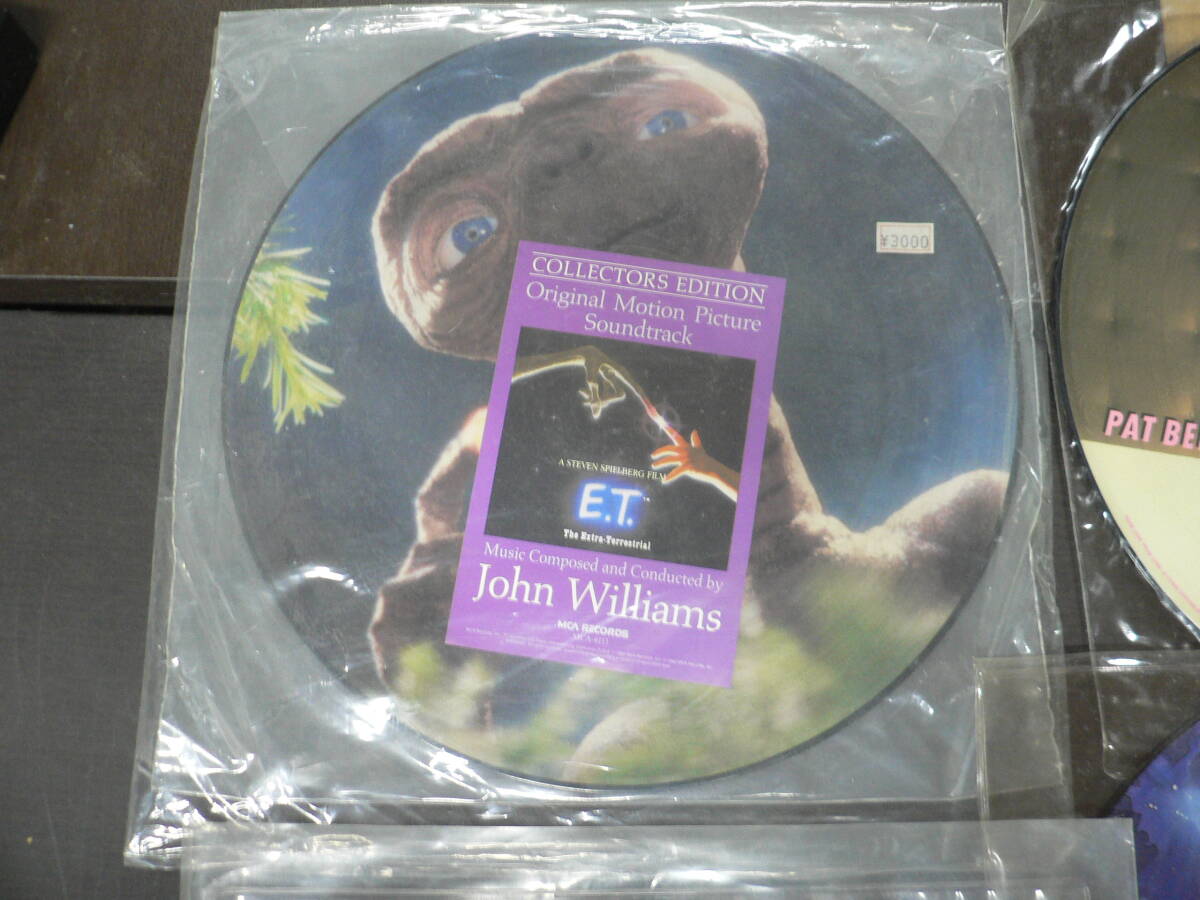 ¥3000
COLLECTORS EDITION
Original Motion Picture
Soundtrack
A STEVEN SPIELBERG FILM
E.T.
The Extra-Terrestrial
Music Composed and Conducted by
John Williams
MCA RECORDS
PAT BE